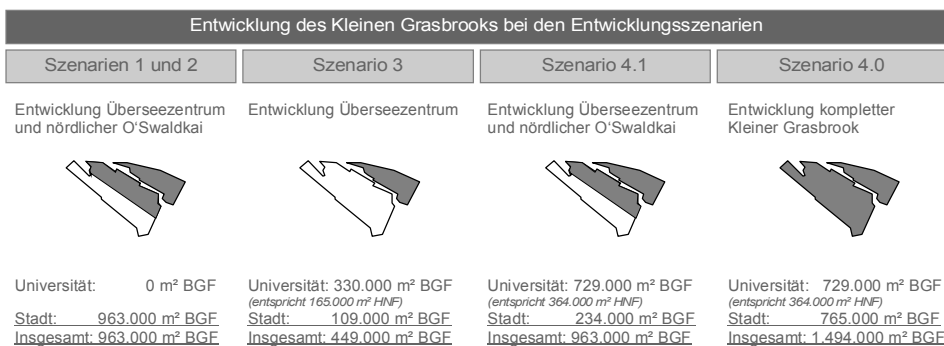 Entwicklung des Kleinen Grasbrooks bei den Entwicklungsszenarien
Szenarien 1 und 2
Entwicklung Überseezentrum
und nördlicher O'Swaldkai
Universität: 0 m² BGF
Stadt: 963.000 m² BGF
Insgesamt: 963.000 m² BGF
Szenario 3
Entwicklung Überseezentrum
Universität: 330.000 m² BGF
(entspricht 165.000 m² HNF)
Stadt: 109.000 m² BGF
Insgesamt: 449.000 m² BGF
Szenario 4.1
Entwicklung Überseezentrum
und nördlicher O'Swaldkai
Universität: 729.000 m² BGF
(entspricht 364.000 m² HNF)
Stadt: 234.000 m² BGF
Insgesamt: 963.000 m² BGF
Szenario 4.0
Entwicklung kompletter
Kleiner Grasbrook
Universität: 729.000 m² BGF
(entspricht 364.000 m² HNF)
Stadt: 765.000 m² BGF
Insgesamt: 1.494.000 m² BGF